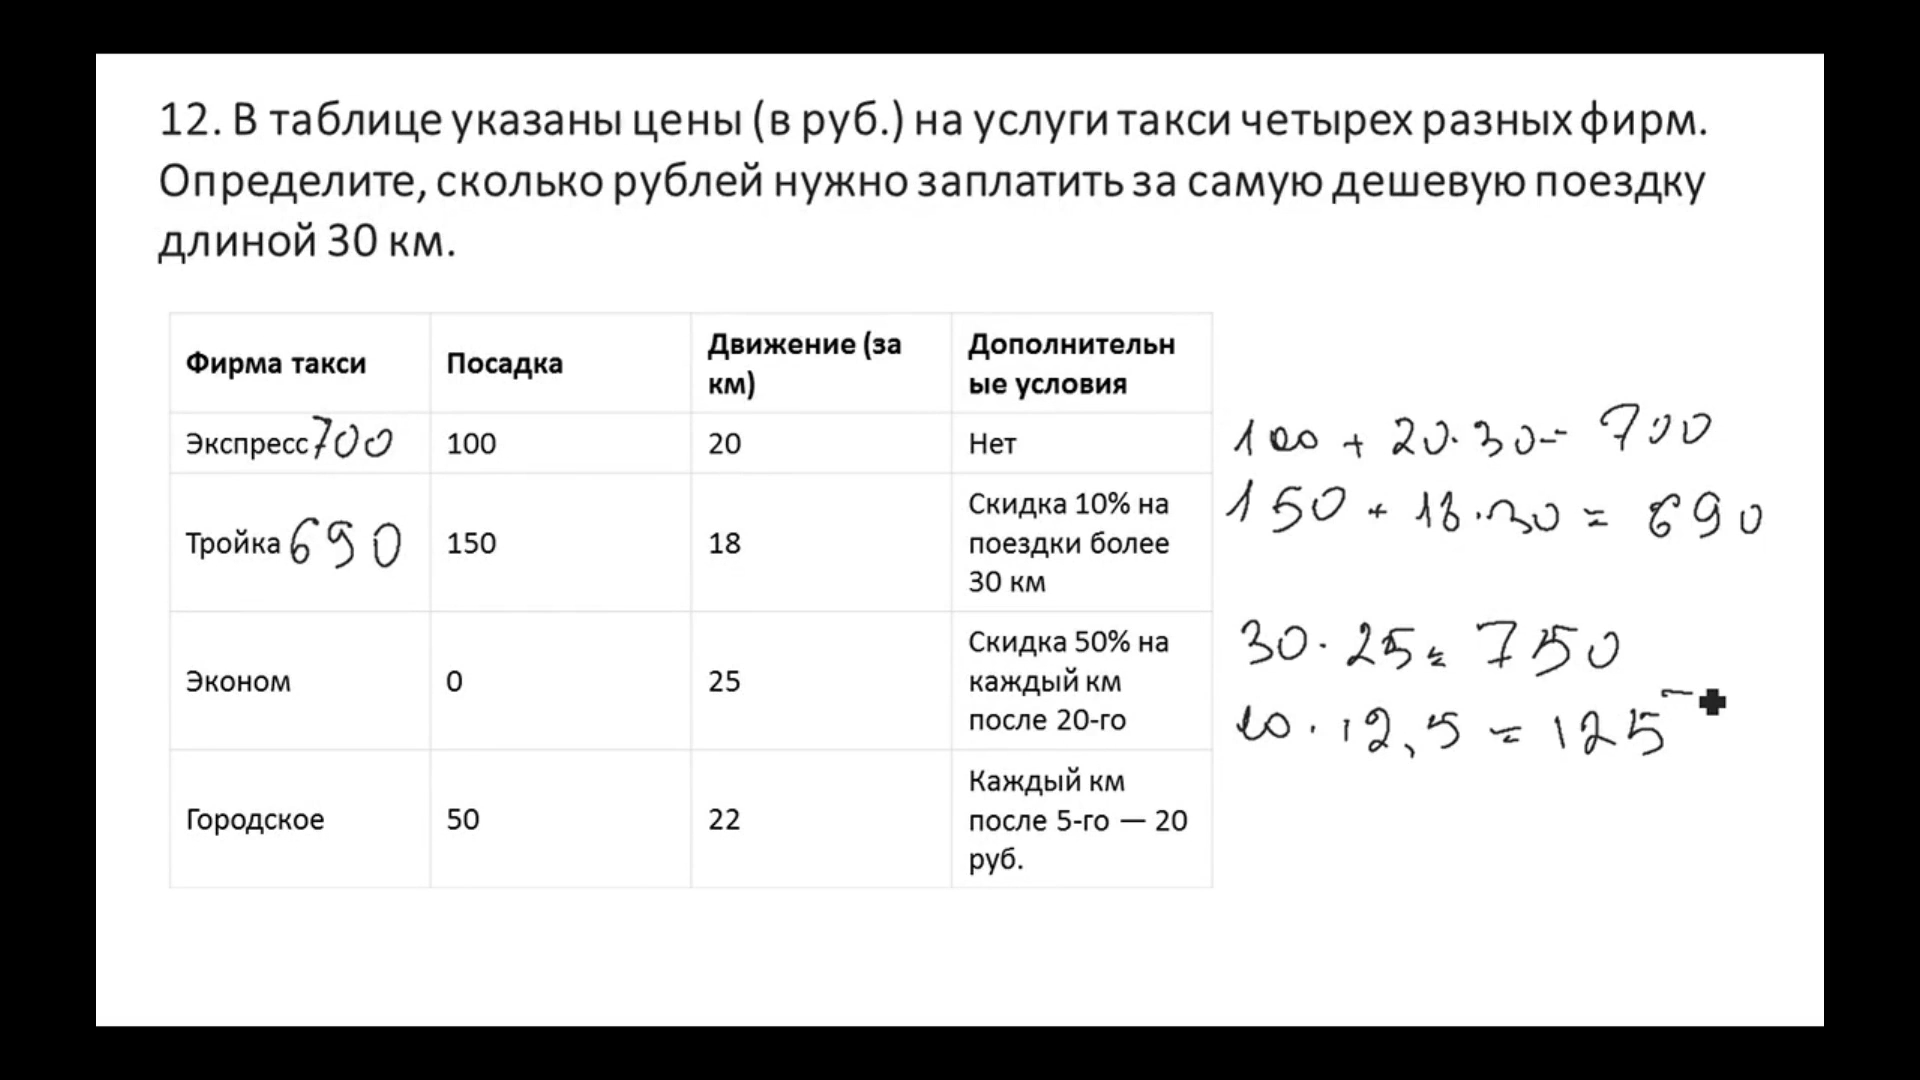 12. В таблице указаны цены (в руб.) на услуги такси четырех разных фирм.
Определите, сколько рублей нужно заплатить за самую дешевую поездку
длиной 30 км.
Фирма такси
Посадка
Движение (за
км)
Дополнительн
ые условия
Экспресс 700
100
20
Нет
100 + 20·30= 700
Тройка 690
150
18
Скидка 10% на
поездки более
30 км
150 + 18·30 = 690
Эконом
0
25
Скидка 50% на
каждый км
после 20-го
30·25= 750
10·12,5 = 125
Городское
50
22
Каждый км
после 5-го — 20
руб.